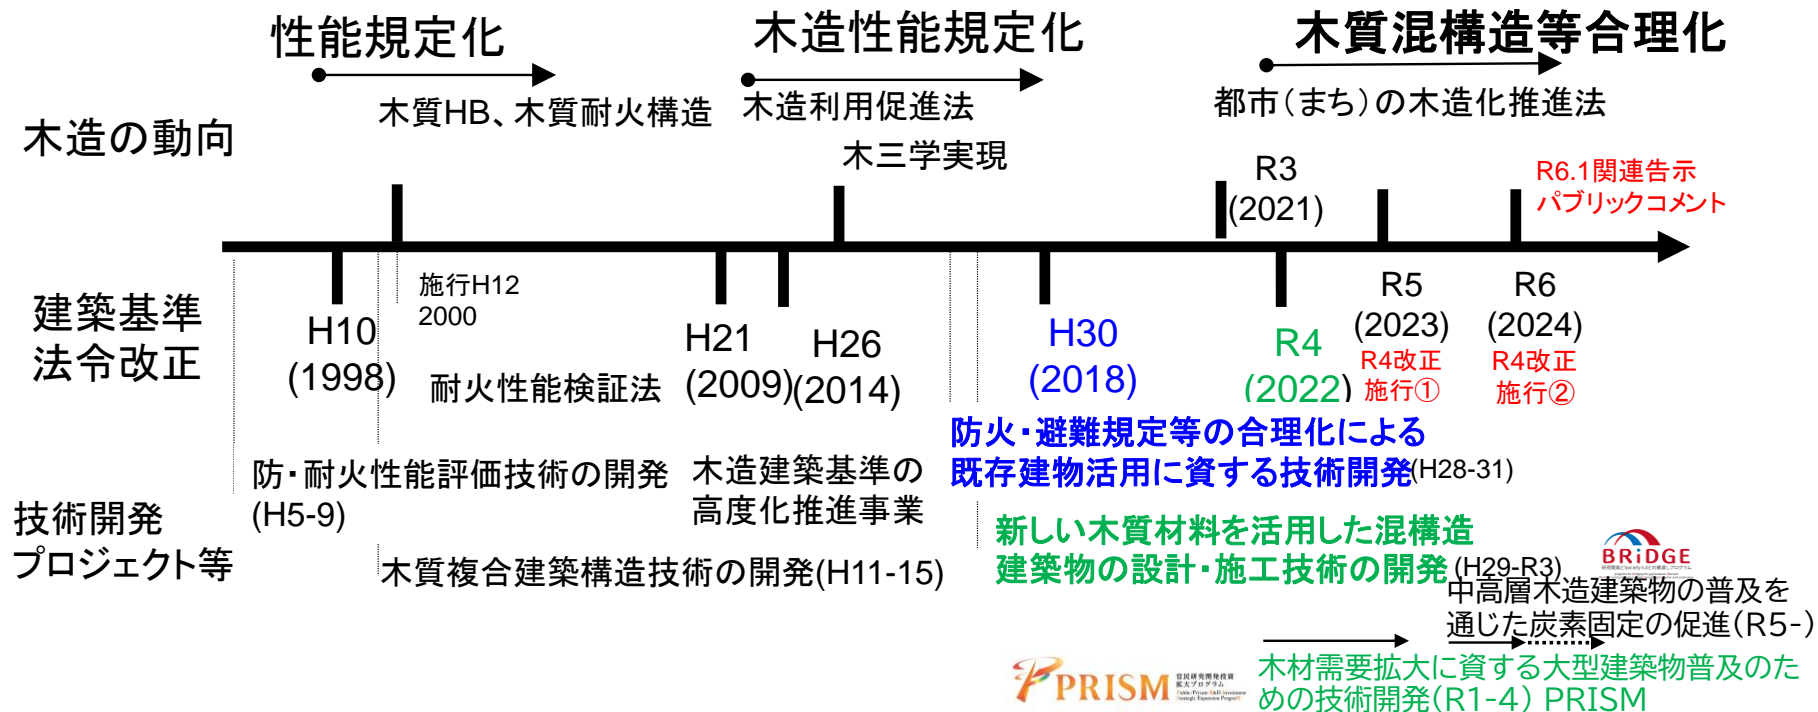 性能規定化
木造性能規定化
木質混構造等合理化
木質HB、木質耐火構造
木造利用促進法
都市(まち)の木造化推進法
木造の動向
木三学実現
R3
(2021)
R6.1関連告示
パブリックコメント
建築基準
法令改正
H10
(1998)
施行H12
2000
耐火性能検証法
H21
(2009)
H26
(2014)
H30
(2018)
R4
(2022)
R5
(2023)
R4改正
施行①
R6
(2024)
R4改正
施行②
技術開発
プロジェクト等
防・耐火性能評価技術の開発
(H5-9)
木質複合建築構造技術の開発(H11-15)
木造建築基準の
高度化推進事業
防火・避難規定等の合理化による
既存建物活用に資する技術開発(H28-31)
新しい木質材料を活用した混構造
建築物の設計・施工技術の開発(H29-R3)
BRiDGE
中高層木造建築物の普及を
通じた炭素固定の促進(R5-)
PRISM
官民研究開発投資
拡大プログラム
木材需要拡大に資する大型建築物普及のた
めの技術開発(R1-4) PRISM